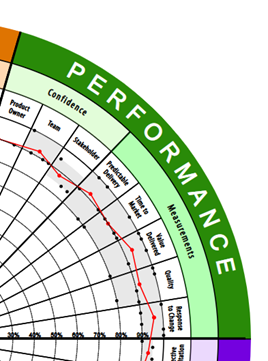 PERFORMANCE
Confidence
Measurements
Product
Owner
Team
Stakeholder
Predictable
Delivery
Time to
Market
Value
Delivered
Quality
Response
to Change
30% 40% 50% 60% 70% 80%